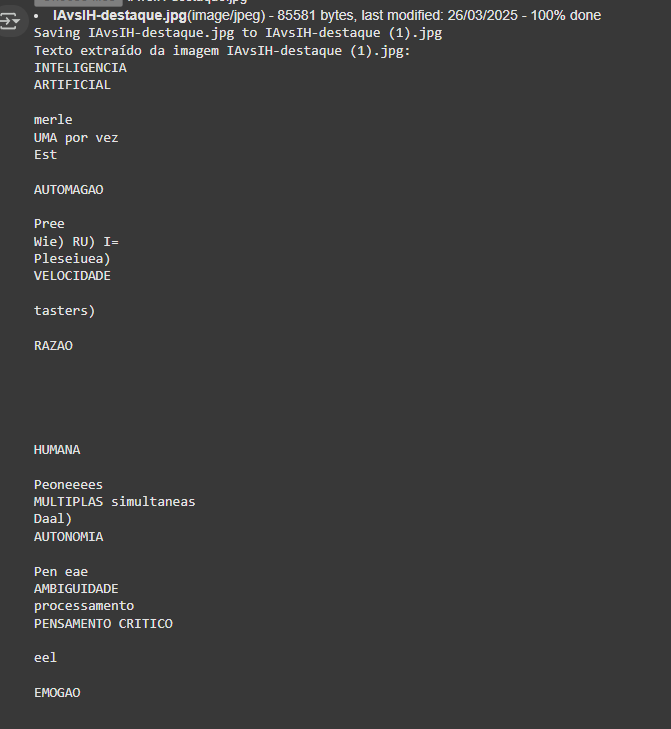 IAvsIH-destaque.jpg(image/jpeg) - 85581 bytes, last modified: 26/03/2025 - 100% done
Saving IAvsIH-destaque.jpg to IAvsIH-destaque (1).jpg
Texto extraído da imagem IAvsIH-destaque (1).jpg:
INTELIGENCIA
ARTIFICIAL
merle
UMA por vez
Est
AUTOMAGAO
Pree
Wie) RU) I=
Pleseiuea)
VELOCIDADE
tasters)
RAZAO
HUMANA
Peoneeees
MULTIPLAS simultaneas
Daal)
AUTONOMIA
Pen eae
AMBIGUIDADE
processamento
PENSAMENTO CRITICO
eel
EMOGAO